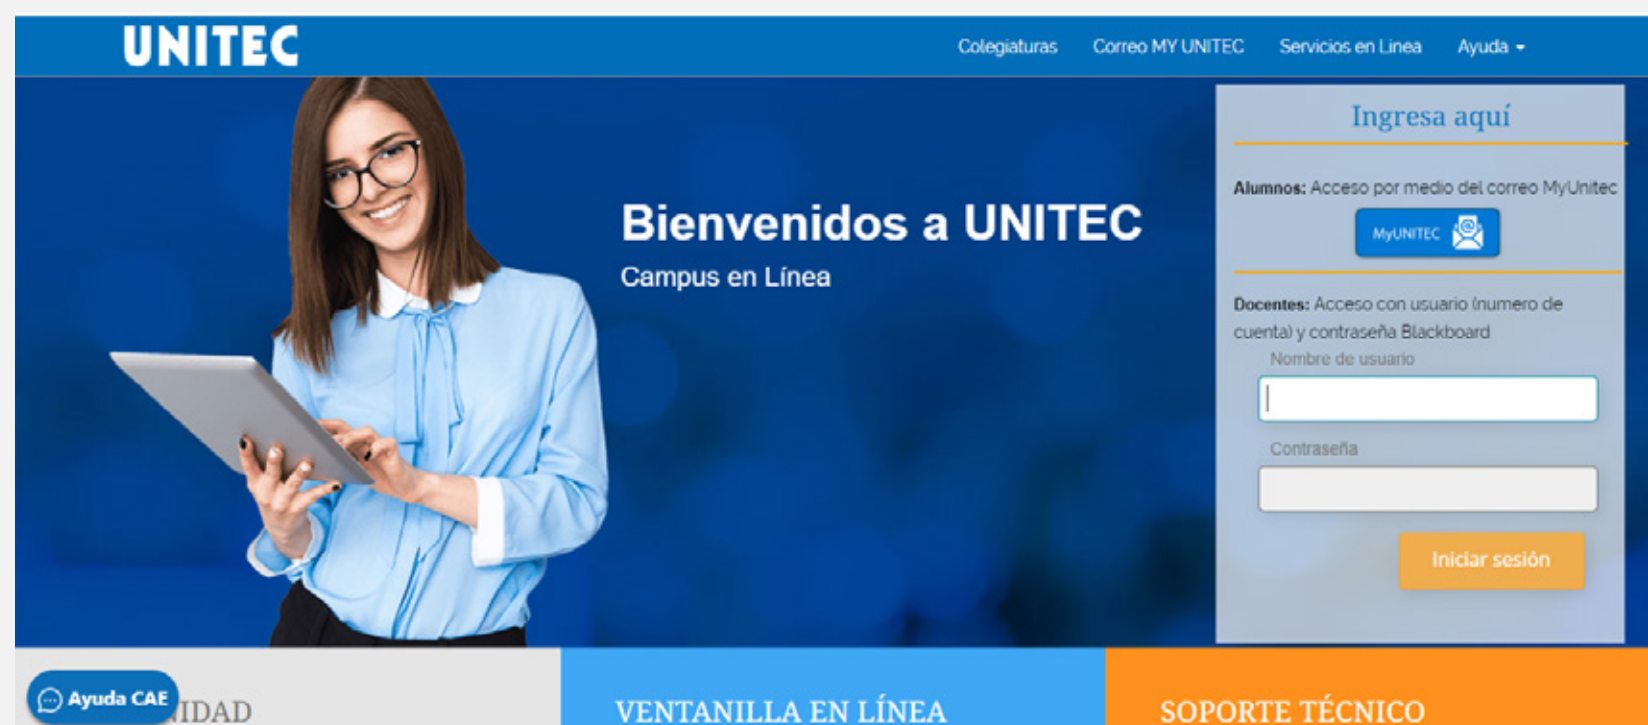 UNITEC
Colegiaturas
Correo MY UNITEC
Servicios en Linea
Ayuda
Ingresa aquí
Alumnos: Acceso por medio del correo MyUnitec
MyUNITEC
Bienvenidos a UNITEC
Campus en Línea
Docentes: Acceso con usuario (numero de
cuenta) y contraseña Blackboard
Nombre de usuario
Contraseña
Iniciar sesión
Ayuda CAE
NIDAD
VENTANILLA EN LÍNEA
SOPORTE TÉCNICO